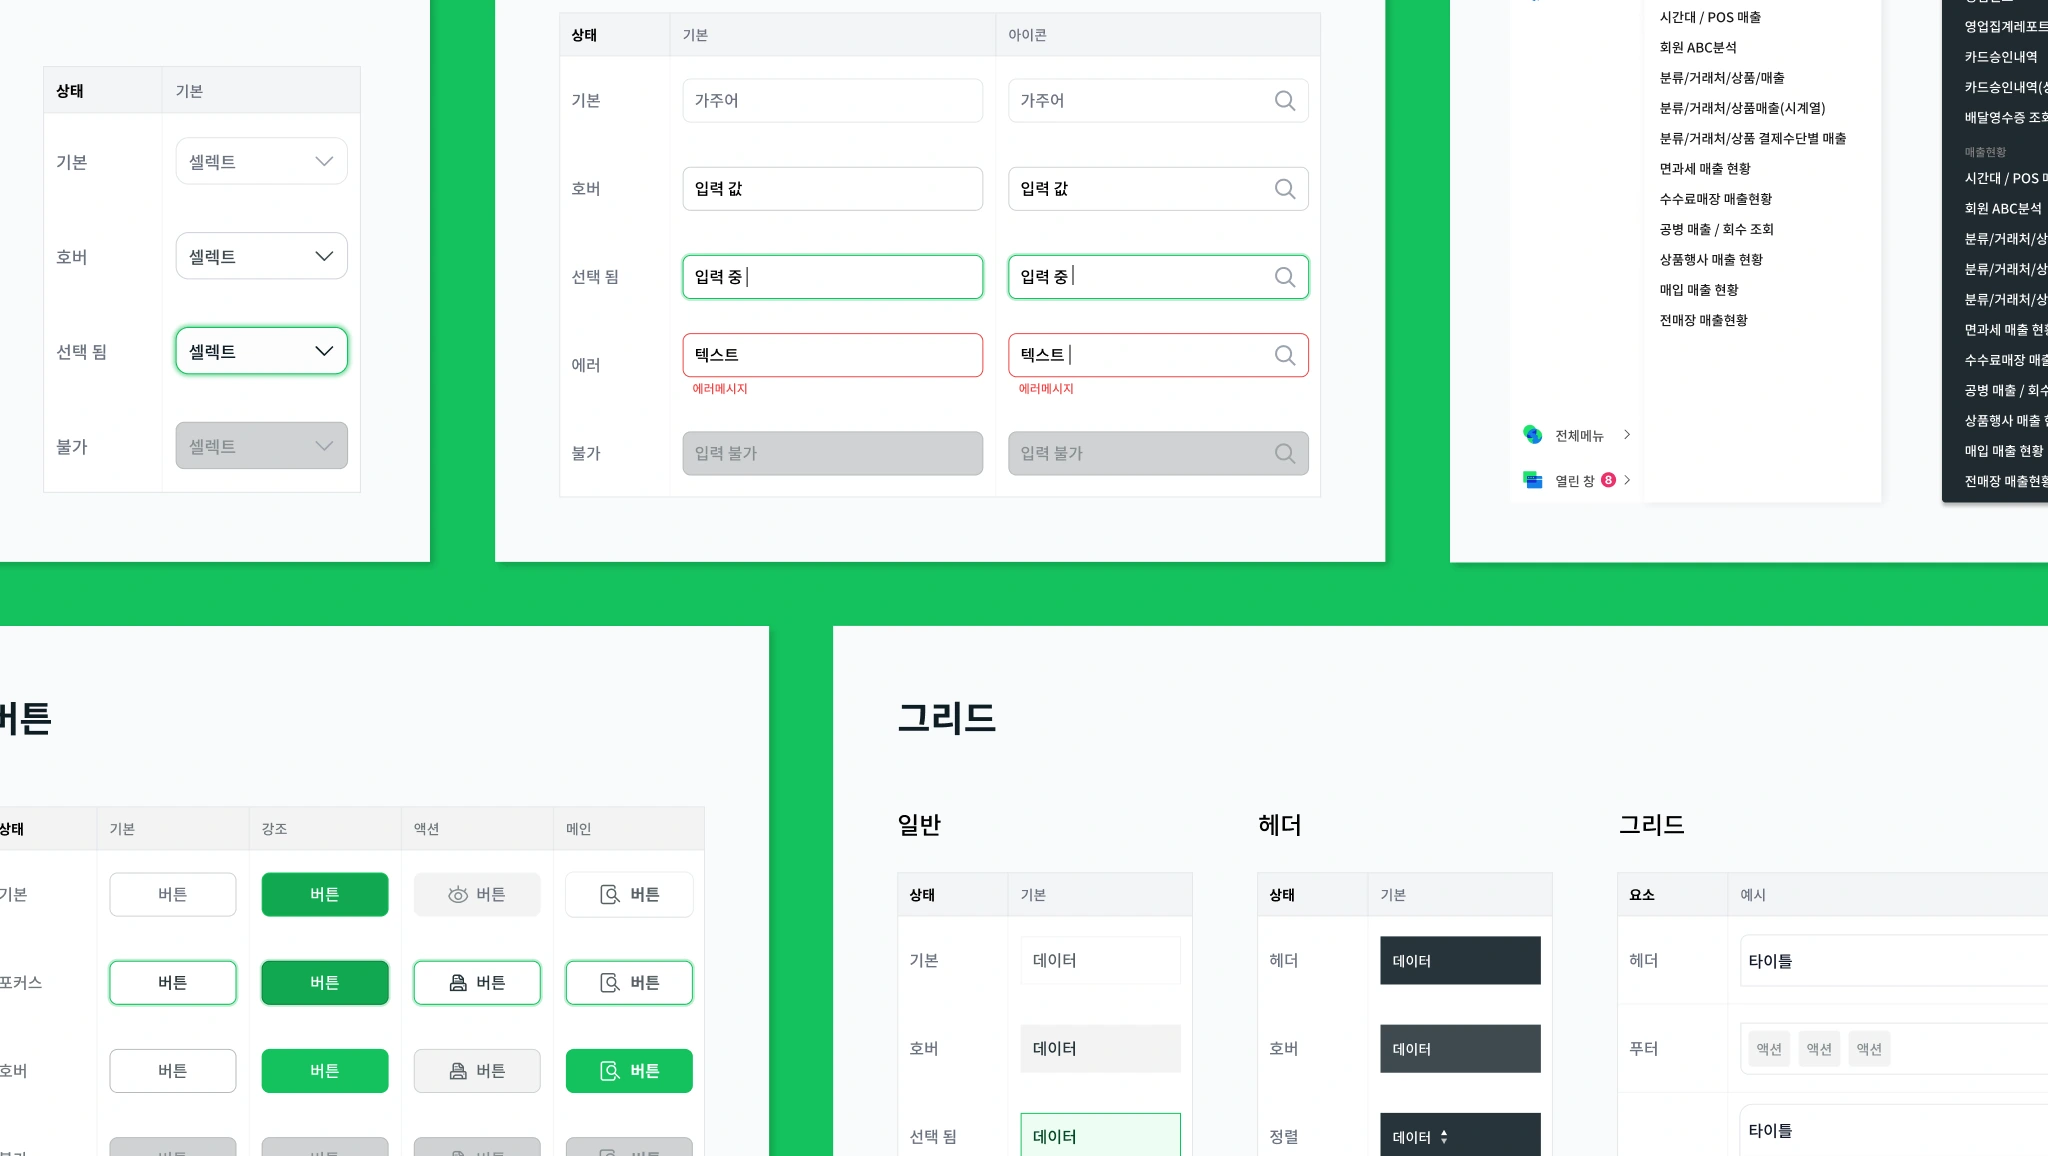 상태 기본
기본 셀렉트
호버 셀렉트
선택 됨 셀렉트
불가 셀렉트
상태 기본 아이콘
기본 가주어 가주어
호버 입력 값 입력 값
선택 됨 입력 중 입력 중
에러 텍스트 텍스트
에러메시지 에러메시지
불가 입력 불가 입력 불가
시간대 / POS 매출
회원 ABC분석
분류/거래처/상품/매출
분류/거래처/상품매출(시계열)
분류/거래처/상품 결제수단별 매출
면과세 매출 현황
수수료매장 매출현황
공병 매출 / 회수 조회
상품행사 매출 현황
매입 매출 현황
전매장 매출현황
전체메뉴
열린 창 8
영업집계레포트
카드승인내역
카드승인내역(상
배달영수증 조회
매출현황
시간대 / POS
회원 ABC분석
분류/거래처/상
분류/거래처/상
분류/거래처/상
면과세 매출 현황
수수료매장 매출
공병 매출 / 회수
상품행사 매출
매입 매출 현황
전매장 매출현황
버튼
상태 기본 강조 액션 메인
기본 버튼 버튼 버튼 버튼
포커스 버튼 버튼 버튼 버튼
호버 버튼 버튼 버튼 버튼
그리드
일반
상태 기본
기본 데이터
호버 데이터
선택 됨 데이터
헤더
상태 기본
헤더 데이터
호버 데이터
정렬 데이터
그리드
요소 예시
헤더 타이틀
푸터 액션 액션 액션
타이틀